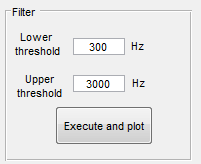 Filter
Lower
threshold
300 Hz
Upper
threshold
3000 Hz
Execute and plot